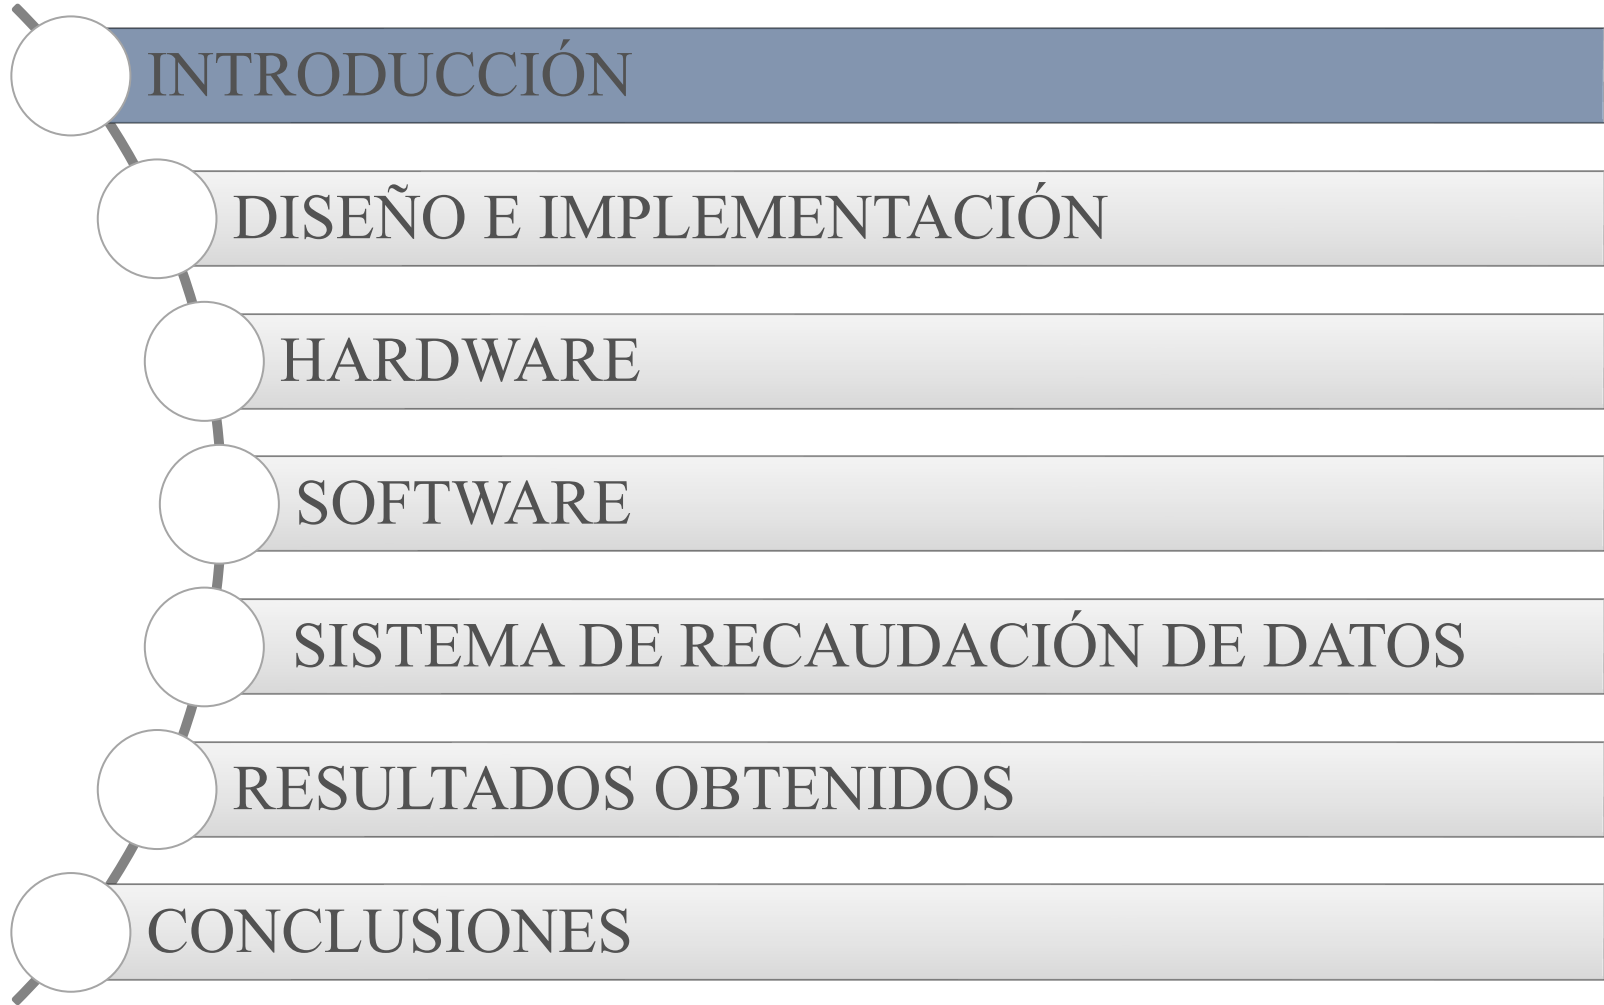 INTRODUCCIÓN
DISEÑO E IMPLEMENTACIÓN
HARDWARE
SOFTWARE
SISTEMA DE RECAUDACIÓN DE DATOS
RESULTADOS OBTENIDOS
CONCLUSIONES